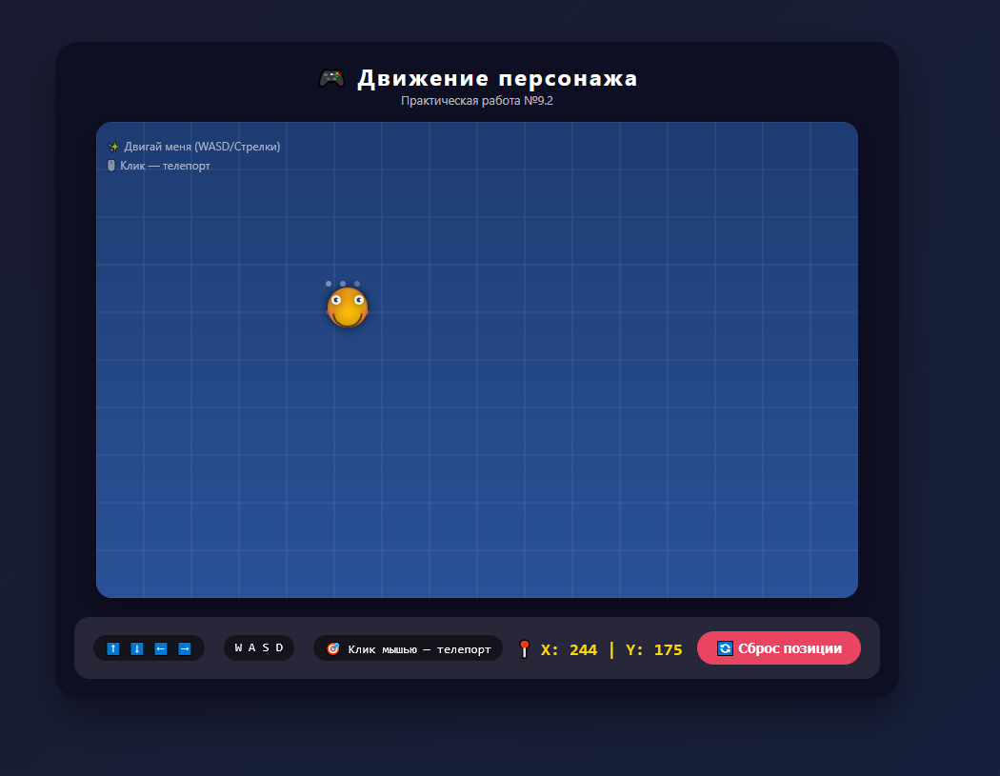 🎮 Движение персонажа
Практическая работа №9.2
✨ Двигай меня (WASD/Стрелки)
🖱️ Клик — телепорт
⬆️ ⬇️ ⬅️ ➡️ W A S D 🎯 Клик мышью — телепорт 📍 X: 244 | Y: 175 🔄 Сброс позиции